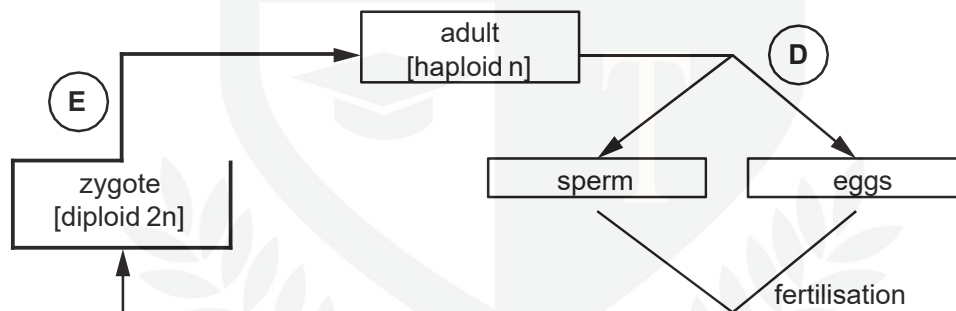 adult
[haploid n]
D
E
zygote
[diploid 2n]
sperm
eggs
fertilisation
T